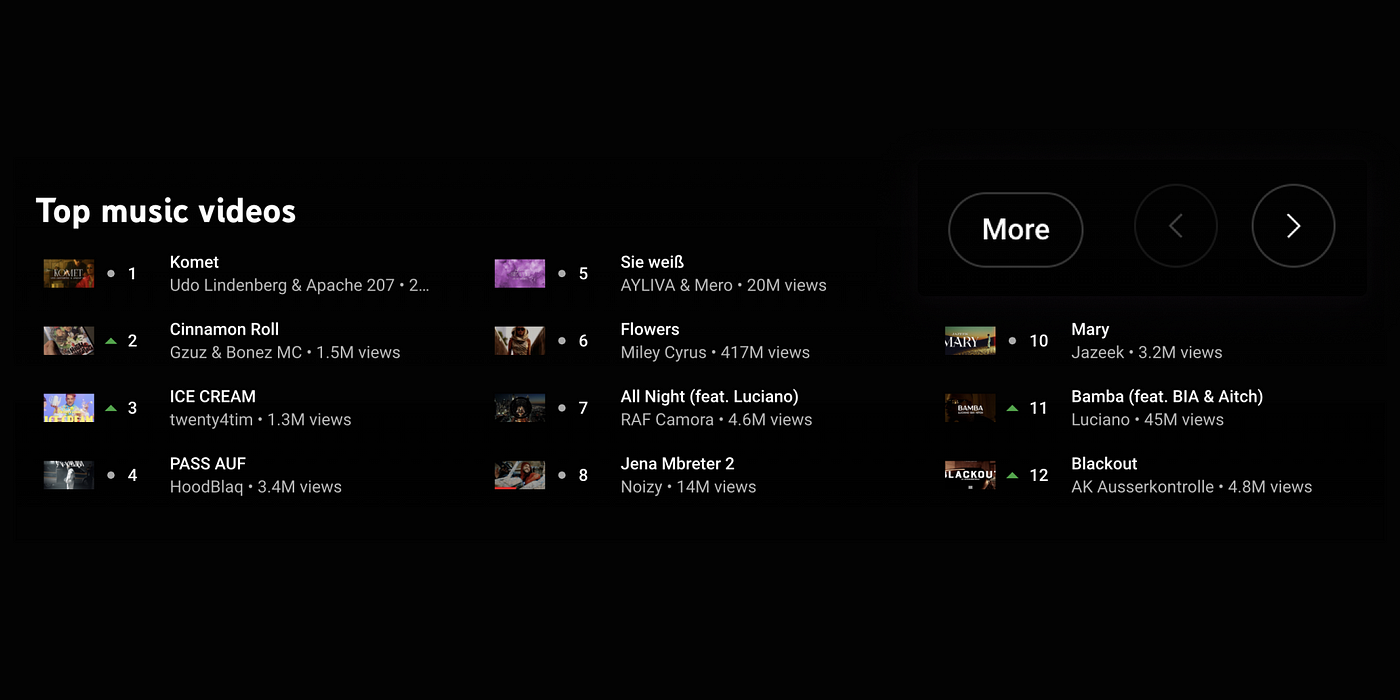 Top music videos
More
1
Komet
Udo Lindenberg & Apache 207 • 2...
2
Cinnamon Roll
Gzuz & Bonez MC • 1.5M views
3
ICE CREAM
twenty4tim • 1.3M views
4
PASS AUF
HoodBlaq • 3.4M views
5
Sie weiß
AYLIVA & Mero • 20M views
6
Flowers
Miley Cyrus • 417M views
7
All Night (feat. Luciano)
RAF Camora • 4.6M views
8
Jena Mbreter 2
Noizy • 14M views
MARY
10
Mary
Jazeek • 3.2M views
BAMBA
11
Bamba (feat. BIA & Aitch)
Luciano • 45M views
12
Blackout
AK Ausserkontrolle • 4.8M views